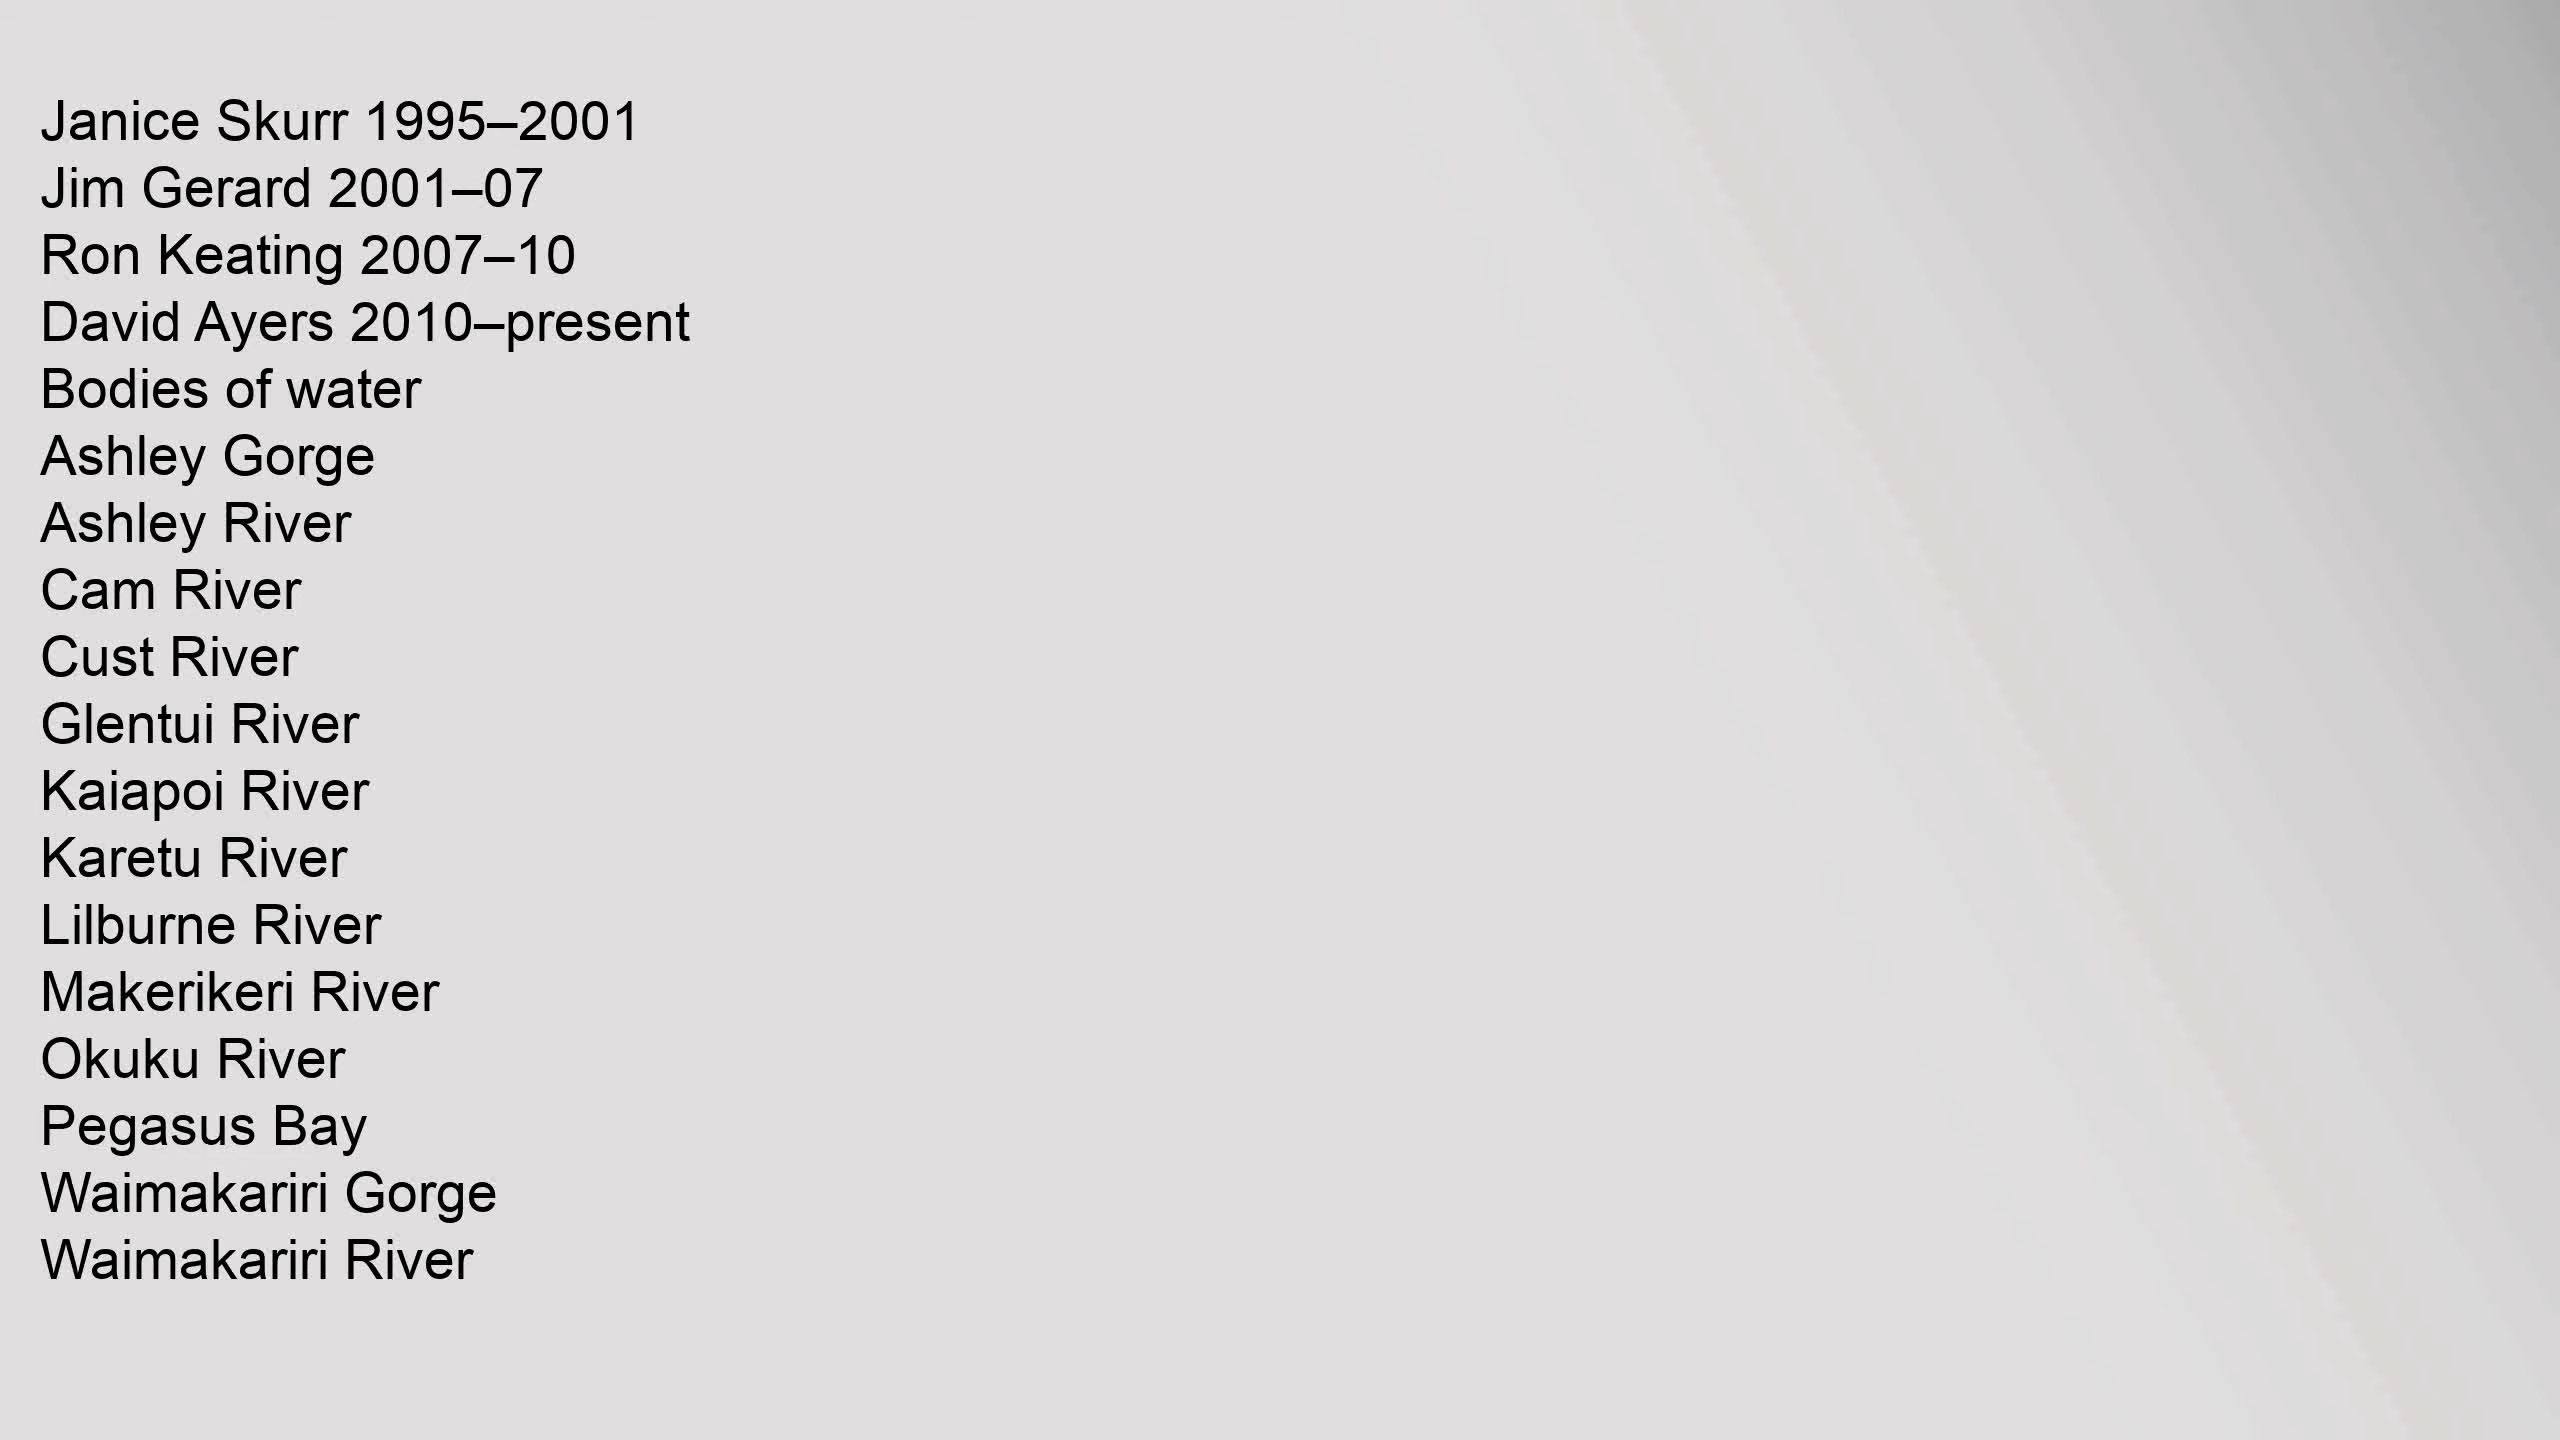 Janice Skurr 1995–2001
Jim Gerard 2001–07
Ron Keating 2007–10
David Ayers 2010–present
Bodies of water
Ashley Gorge
Ashley River
Cam River
Cust River
Glentui River
Kaiapoi River
Karetu River
Lilburne River
Makerikeri River
Okuku River
Pegasus Bay
Waimakariri Gorge
Waimakariri River